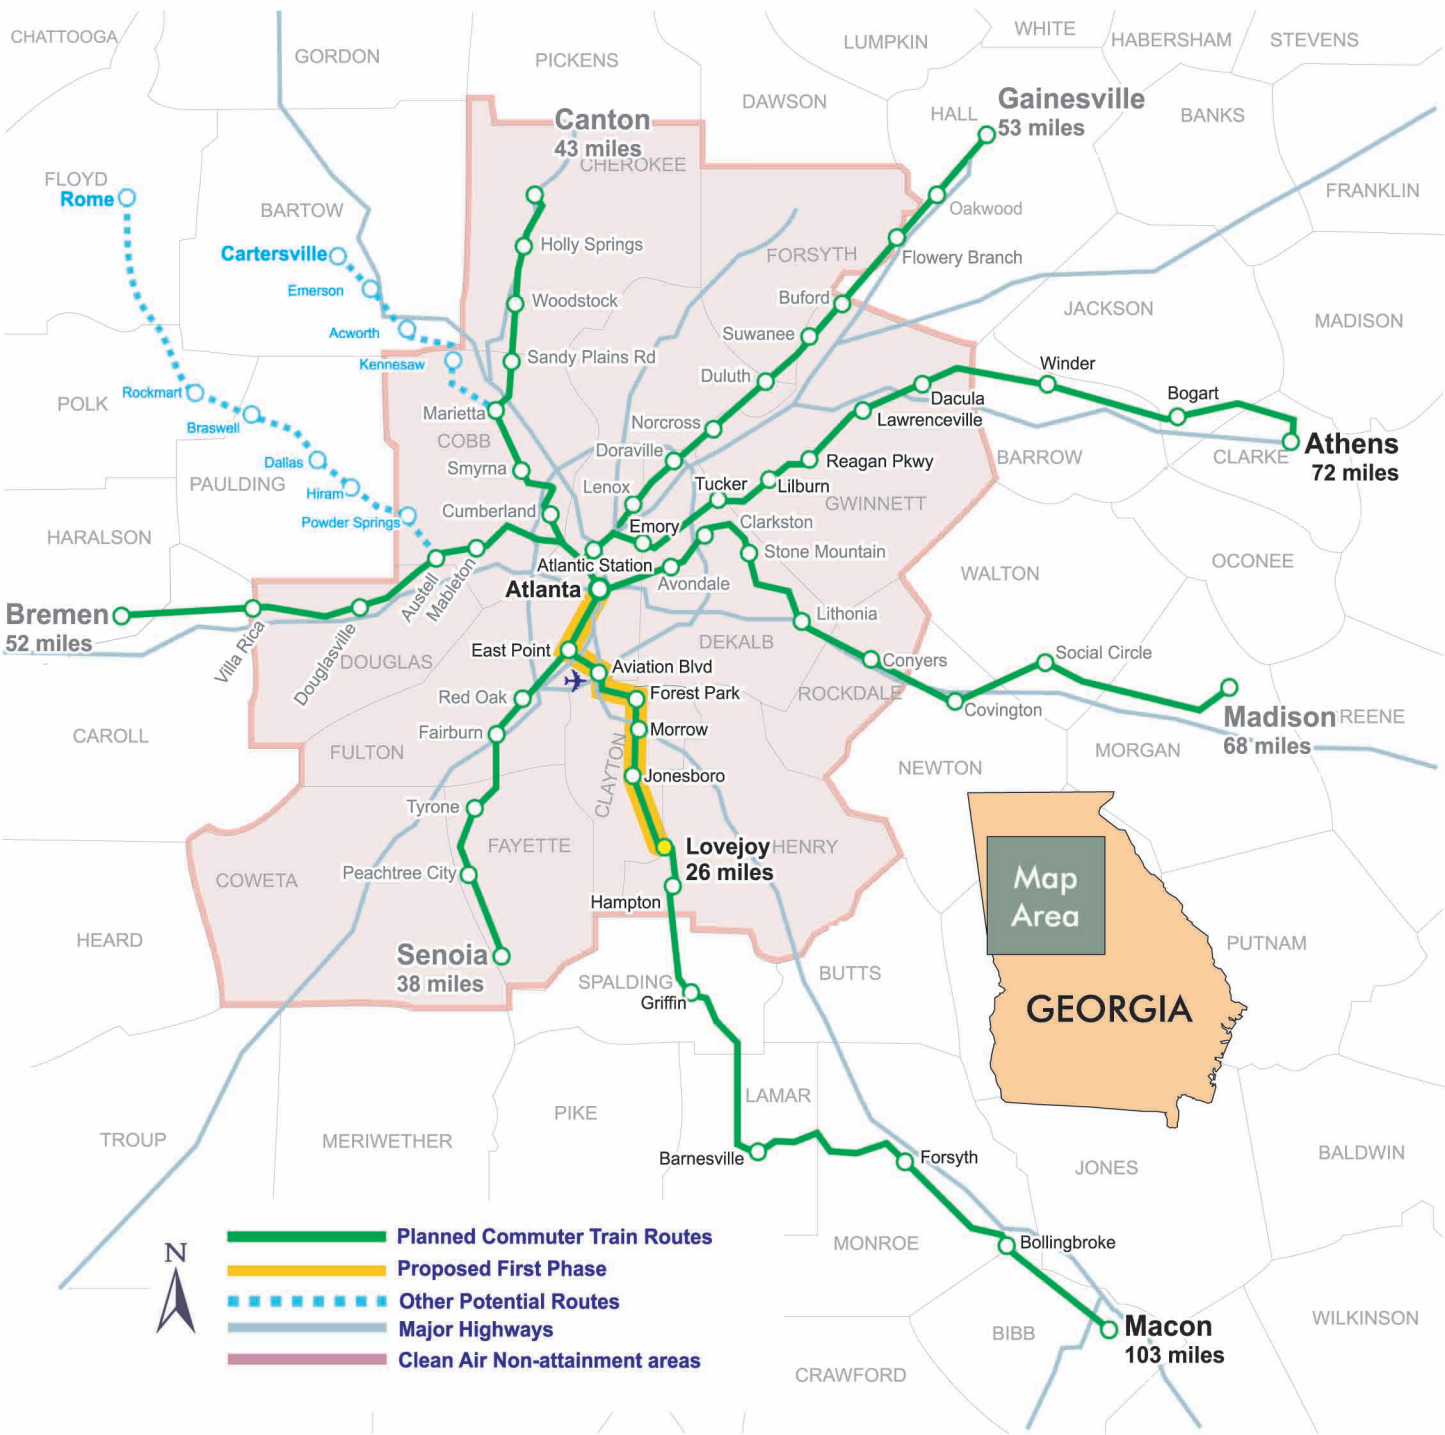 CHATTOOGA
GORDON
PICKENS
LUMPKIN
WHITE
HABERSHAM
STEVENS
DAWSON
HALL
Gainesville
53 miles
BANKS
Canton
43 miles
CHEROKEE
FLOYD
Rome
BARTOW
Oakwood
FRANKLIN
Cartersville
Holly Springs
FORSYTH
Flowery Branch
Emerson
Woodstock
Buford
JACKSON
MADISON
Acworth
Suwanee
Kennesaw
Sandy Plains Rd
Duluth
Winder
Rockmart
Bogart
POLK
Marietta
Dacula
Braswell
COBB
Norcross
Lawrenceville
Athens
72 miles
Doraville
Dallas
Smyrna
Reagan Pkwy
BARROW
CLARKE
PAULDING
Hiram
Lenox
Tucker
Lilburn
GWINNETT
Powder Springs
Cumberland
Emory
Clarkston
HARALSON
Stone Mountain
OCONEE
Atlantic Station
WALTON
Austell
Mableton
Atlanta
Avondale
Bremen
52 miles
Lithonia
Villa Rica
Douglasville
DOUGLAS
East Point
DEKALB
Aviation Blvd
Conyers
Social Circle
Red Oak
Forest Park
ROCKDALE
Covington
Madison
68 miles
GREENE
CAROLL
Fairburn
Morrow
FULTON
MORGAN
CLAYTON
Jonesboro
NEWTON
Tyrone
FAYETTE
Lovejoy
26 miles
HENRY
COWETA
Peachtree City
Map
Area
Hampton
HEARD
PUTNAM
Senoia
38 miles
SPALDING
BUTTS
Griffin
GEORGIA
LAMAR
PIKE
TROUP
MERIWETHER
Barnesville
Forsyth
JONES
BALDWIN
N
Planned Commuter Train Routes
MONROE
Bollingbroke
Proposed First Phase
Other Potential Routes
Major Highways
BIBB
Macon
103 miles
WILKINSON
Clean Air Non-attainment areas
CRAWFORD